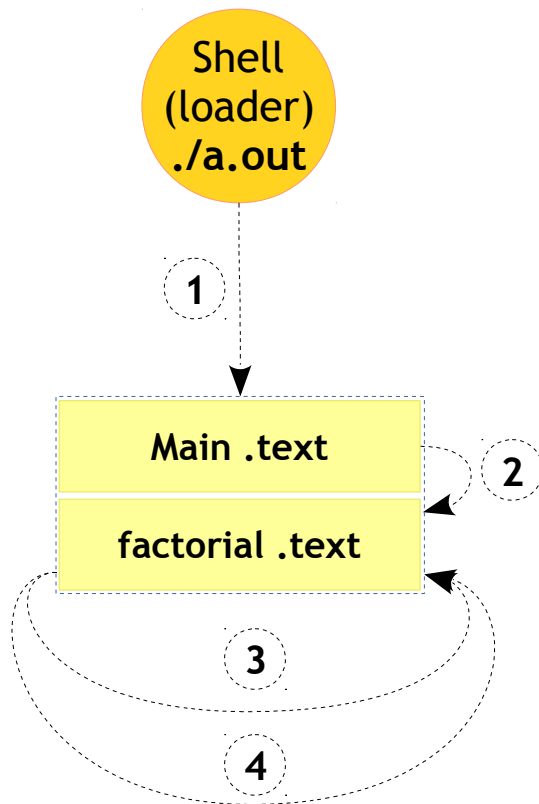 Shell
(loader)
./a.out
1
Main .text
2
factorial .text
3
4